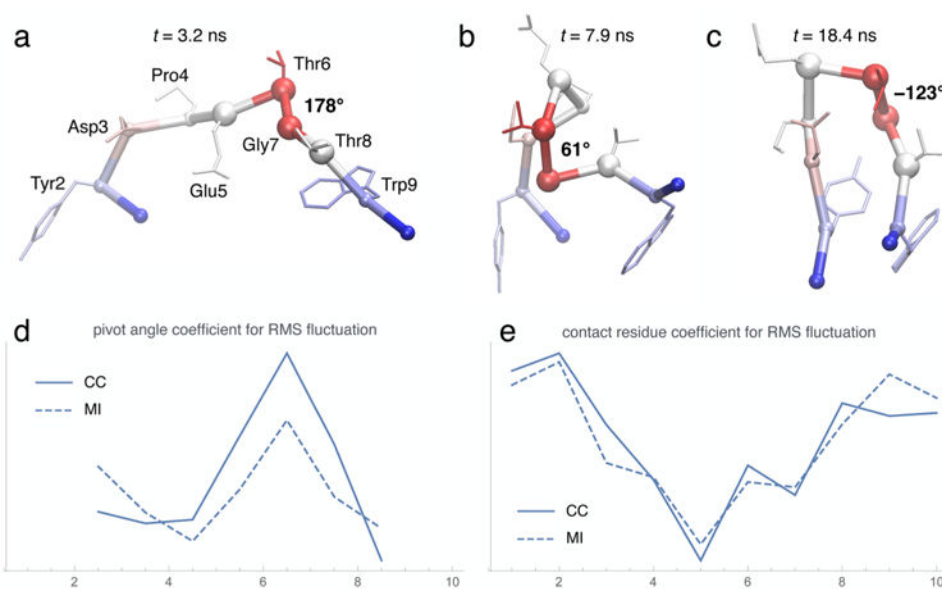 a
t = 3.2 ns
Pro4
Thr6
178°
Asp3
Gly7
Thr8
Tyr2
Glu5
Trp9
b
t = 7.9 ns
61°
c
t = 18.4 ns
–123°
d
pivot angle coefficient for RMS fluctuation
CC
MI
2 4 6 8 10
e
contact residue coefficient for RMS fluctuation
CC
MI
2 4 6 8 10